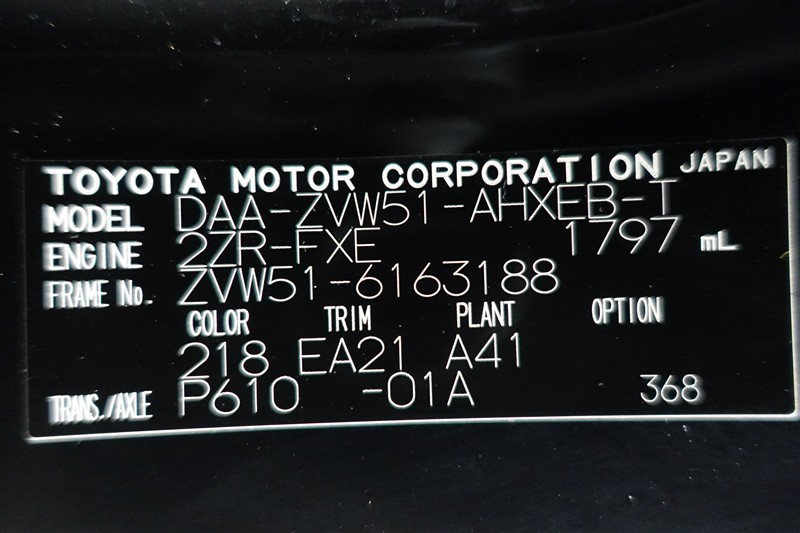 TOYOTA MOTOR CORPORATION JAPAN
MODEL DAA-ZVW51-AHXEB-T
ENGINE 2ZR-FXE 1797 mL
FRAME No. ZVW51-6163188
COLOR TRIM PLANT OPTION
218 EA21 A41
TRANS./AXLE P610 -01A 368